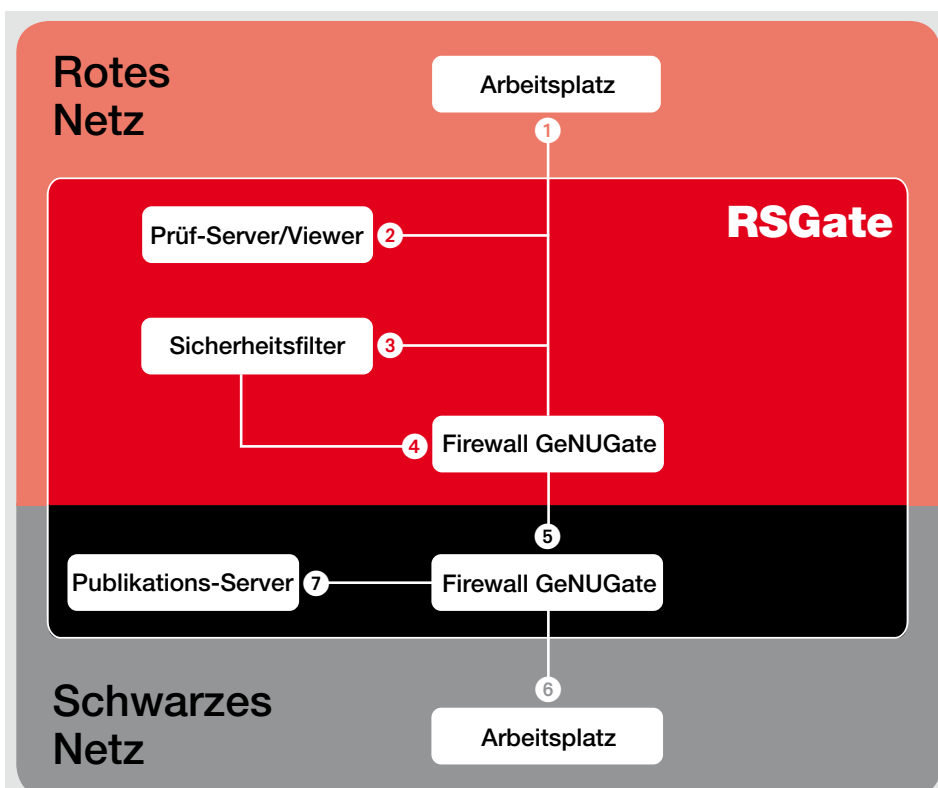 Rotes
Netz
Arbeitsplatz
1
RSGate
Prüf-Server/Viewer
2
Sicherheitsfilter
3
4
Firewall GeNUGate
5
Publikations-Server
7
Firewall GeNUGate
6
Schwarzes
Netz
Arbeitsplatz